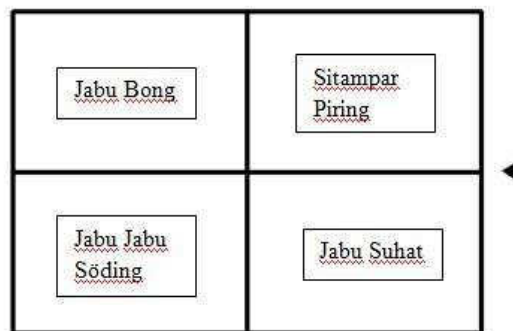 Jabu Bong
Sitampar
Piring
Jabu Jabu
Söding
Jabu Suhat